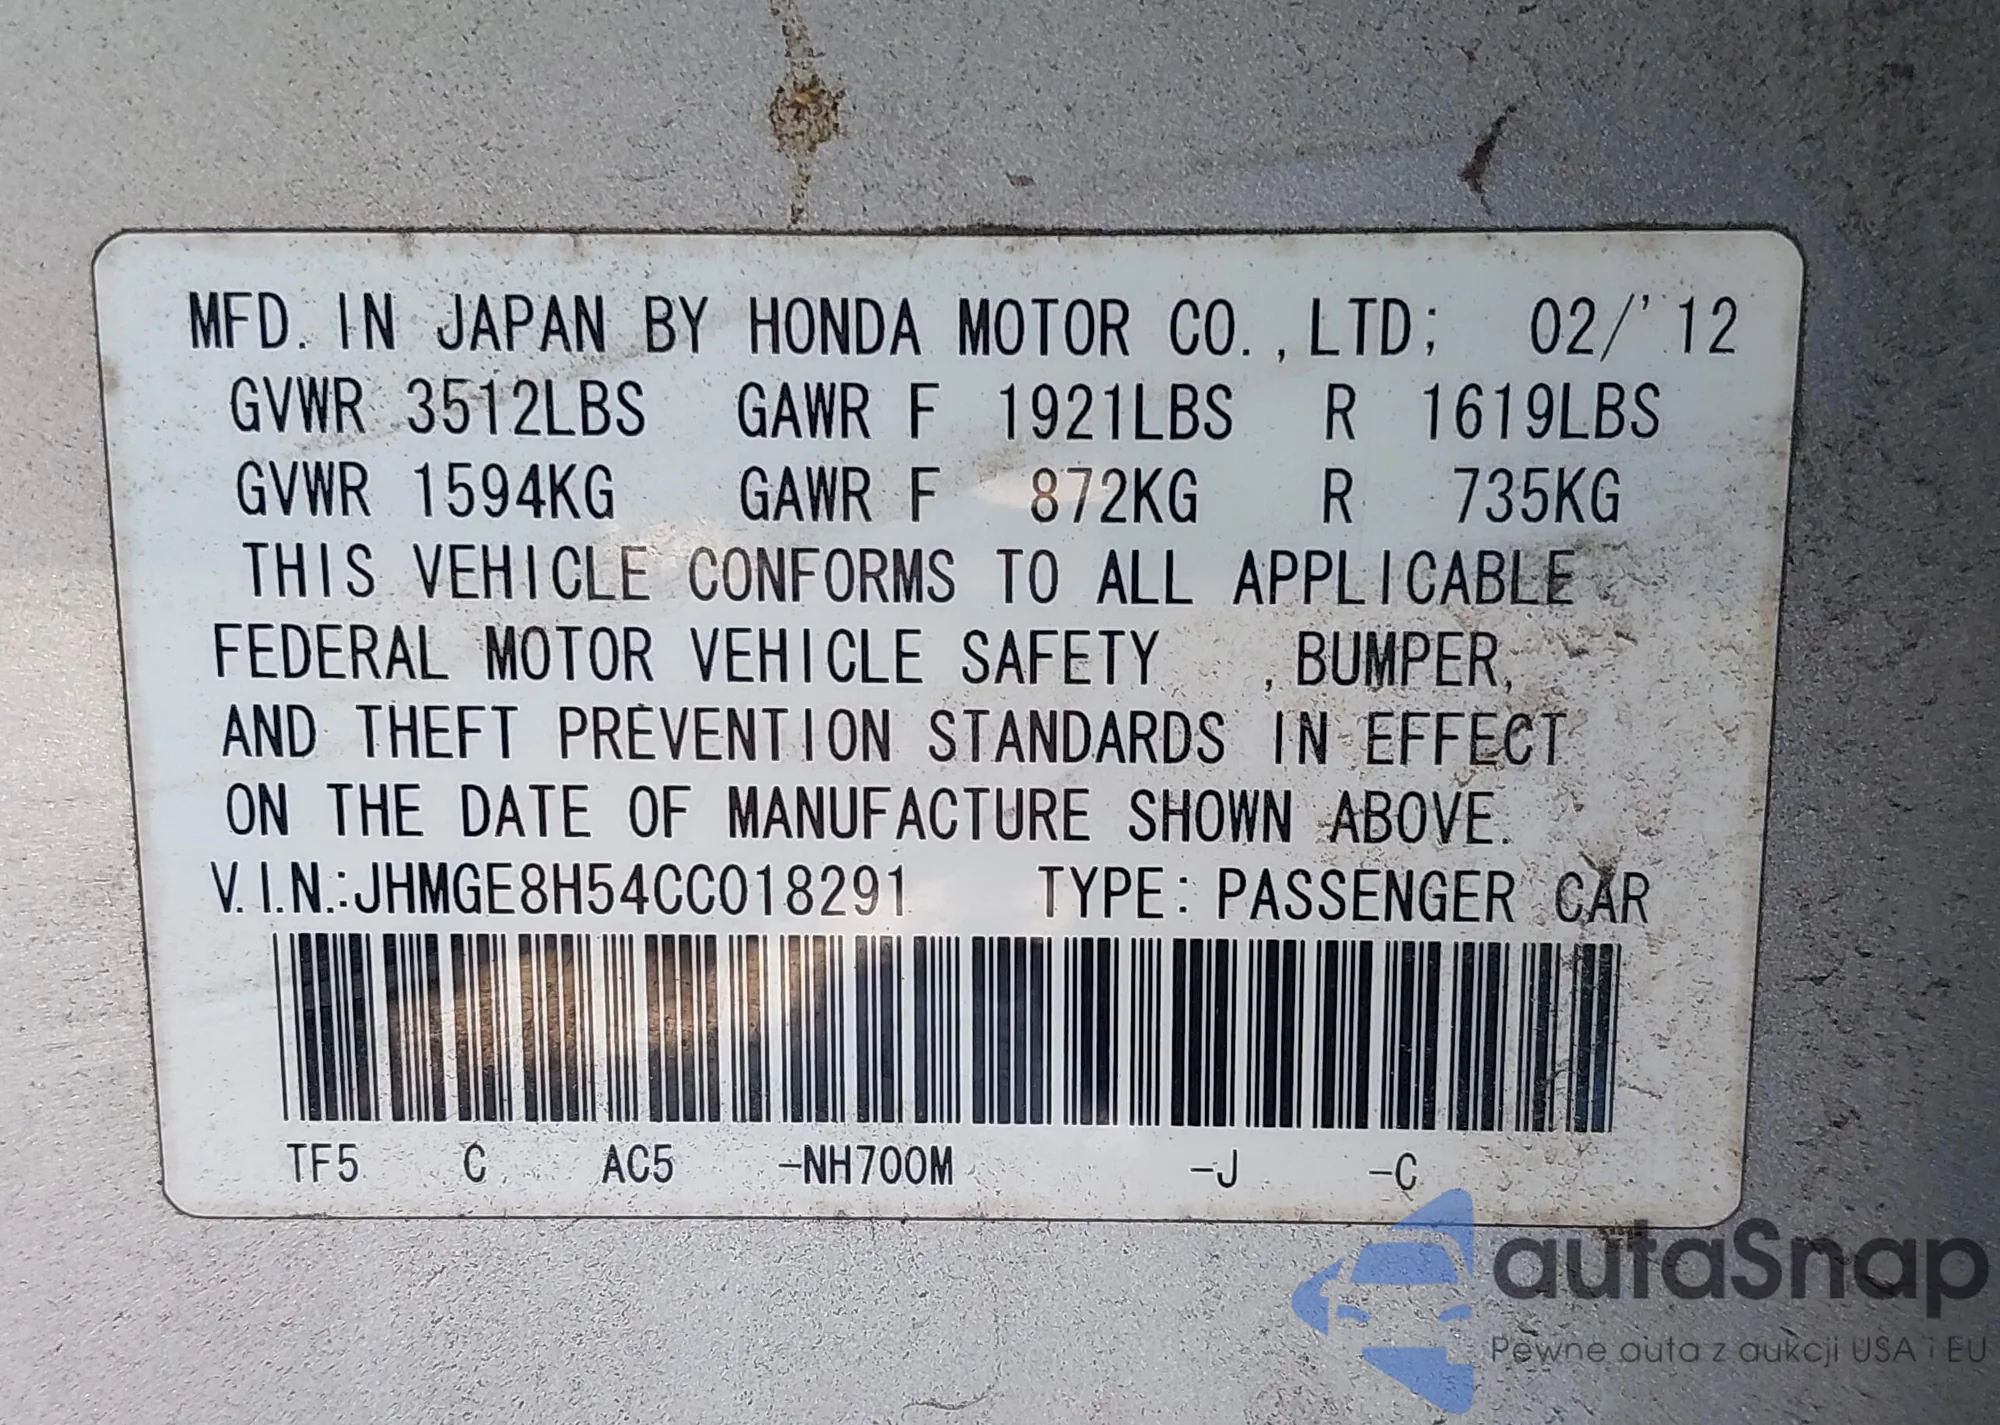 MFD. IN JAPAN BY HONDA MOTOR CO.,LTD; 02/'12
GVWR 3512LBS GAWR F 1921LBS R 1619LBS
GVWR 1594KG GAWR F 872KG R 735KG
THIS VEHICLE CONFORMS TO ALL APPLICABLE
FEDERAL MOTOR VEHICLE SAFETY ,BUMPER,
AND THEFT PREVENTION STANDARDS IN EFFECT
ON THE DATE OF MANUFACTURE SHOWN ABOVE.
V.I.N.:JHMGE8H54CC018291 TYPE: PASSENGER CAR
TF5 C AC5 -NH700M -J -C
autaSnap
Pewne auta z aukcji USA i EU